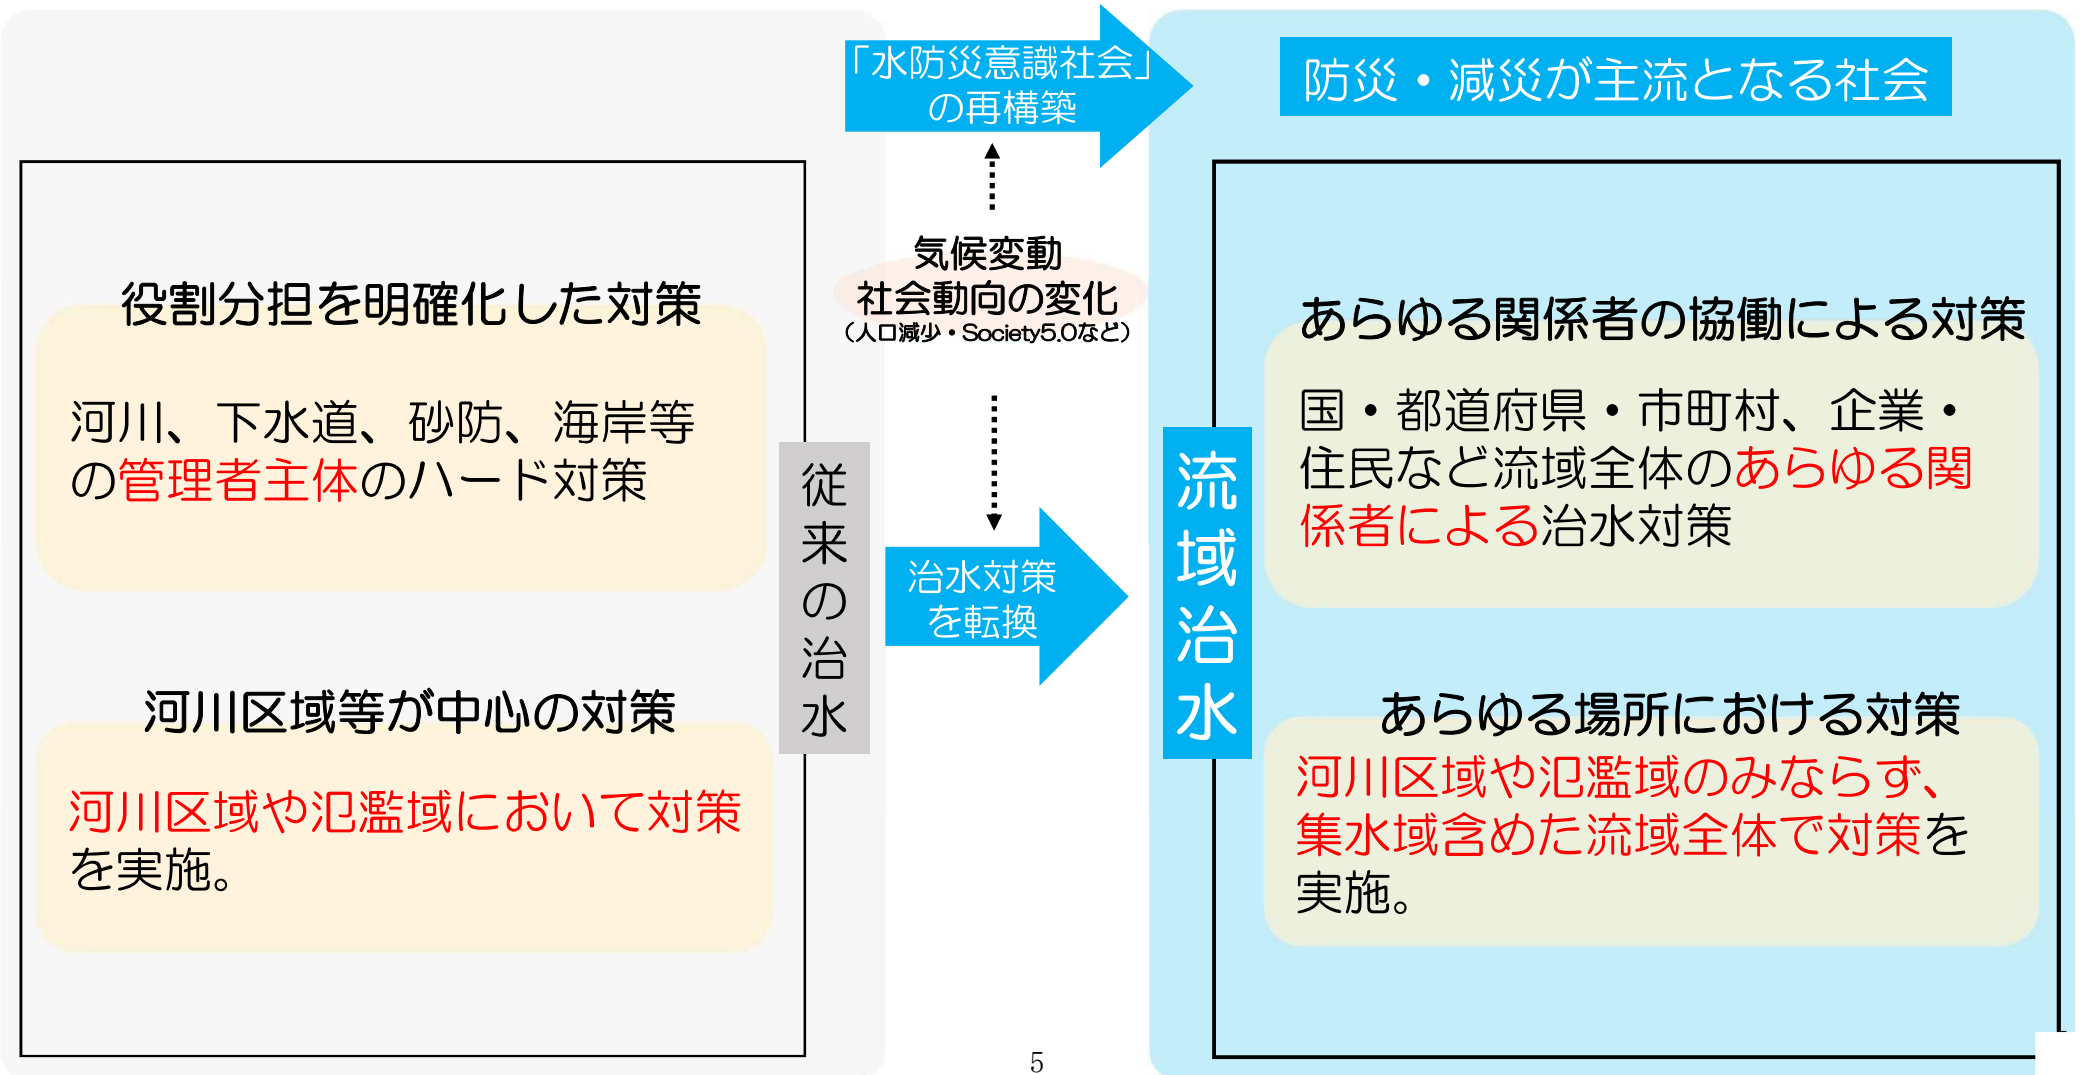 「水防災意識社会」
の再構築
防災・減災が主流となる社会
気候変動
社会動向の変化
（人口減少・Society5.0など）
役割分担を明確化した対策
河川、下水道、砂防、海岸等
の管理者主体のハード対策
河川区域等が中心の対策
河川区域や氾濫域において対策
を実施。
従来の治水
治水対策
を転換
流域治水
あらゆる関係者の協働による対策
国・都道府県・市町村、企業・
住民など流域全体のあらゆる関
係者による治水対策
あらゆる場所における対策
河川区域や氾濫域のみならず、
集水域含めた流域全体で対策を
実施。
5